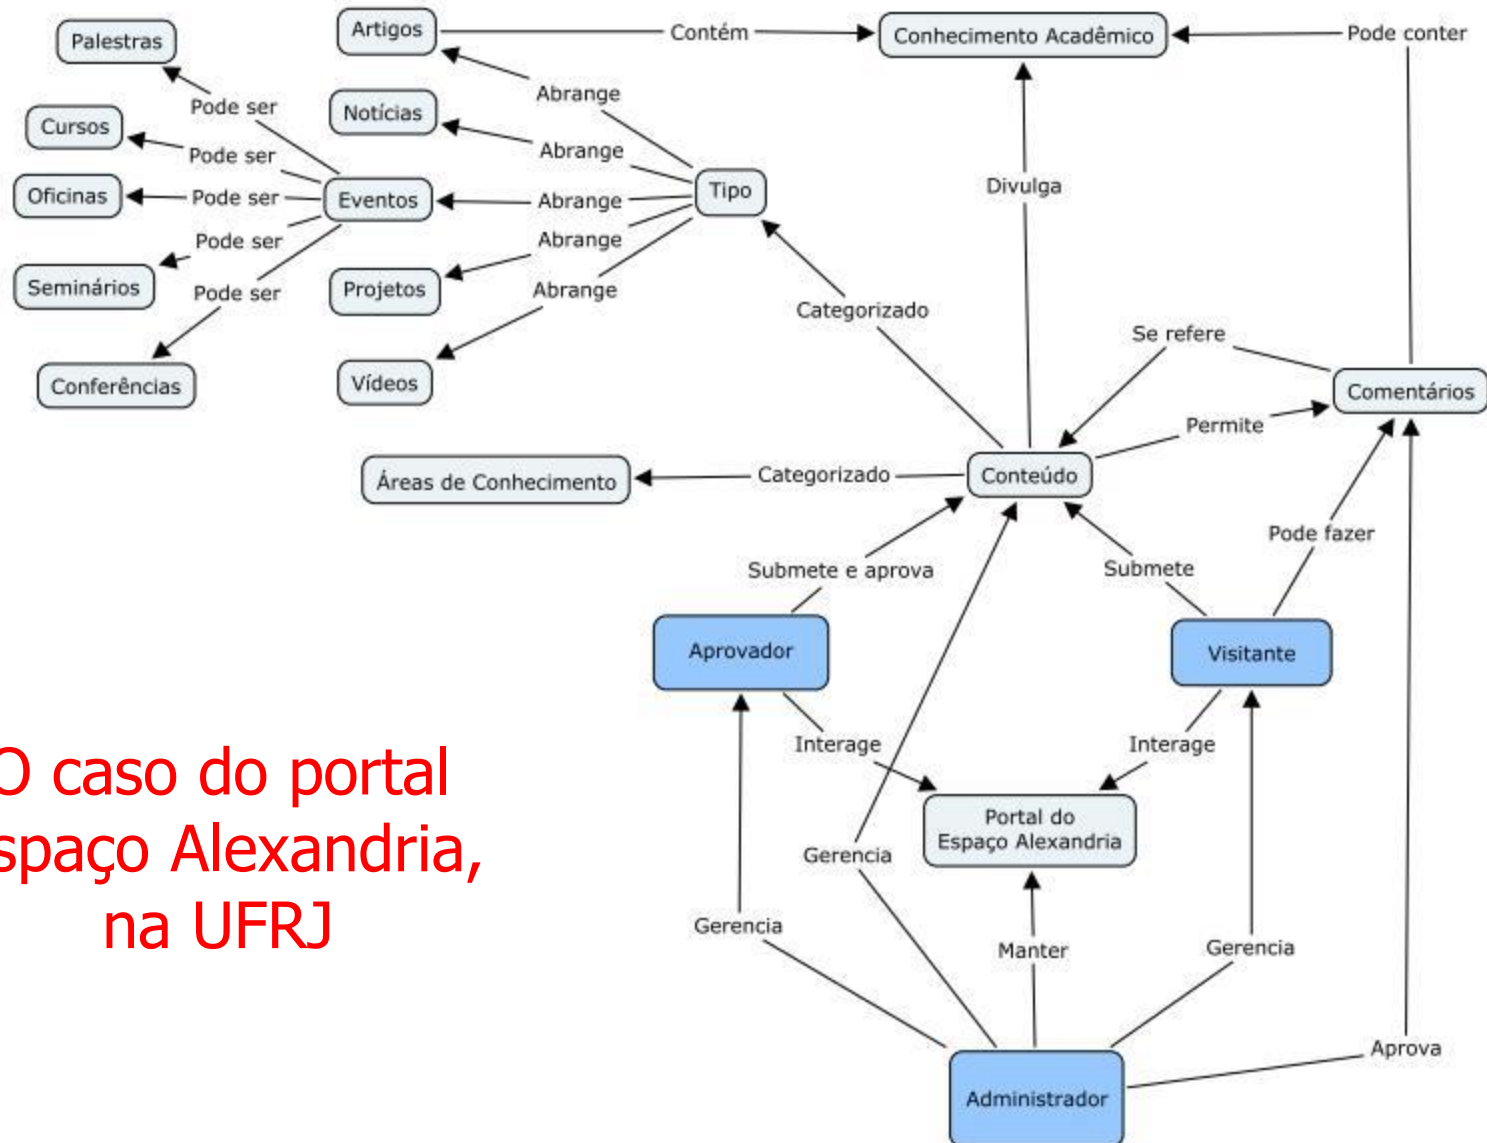 Artigos
Contém
Conhecimento Acadêmico
Pode conter
Palestras
Abrange
Pode ser
Notícias
Cursos
Abrange
Pode ser
Tipo
Divulga
Oficinas
Pode ser
Eventos
Abrange
Pode ser
Abrange
Seminários
Pode ser
Projetos
Abrange
Categorizado
Se refere
Conferências
Vídeos
Comentários
Permite
Áreas de Conhecimento
Categorizado
Conteúdo
Pode fazer
Submete e aprova
Submete
Aprovador
Visitante
Interage
Interage
O caso do portal
spaço Alexandria,
na UFRJ
Portal do
Espaço Alexandria
Gerencia
Gerencia
Manter
Gerencia
Aprova
Administrador